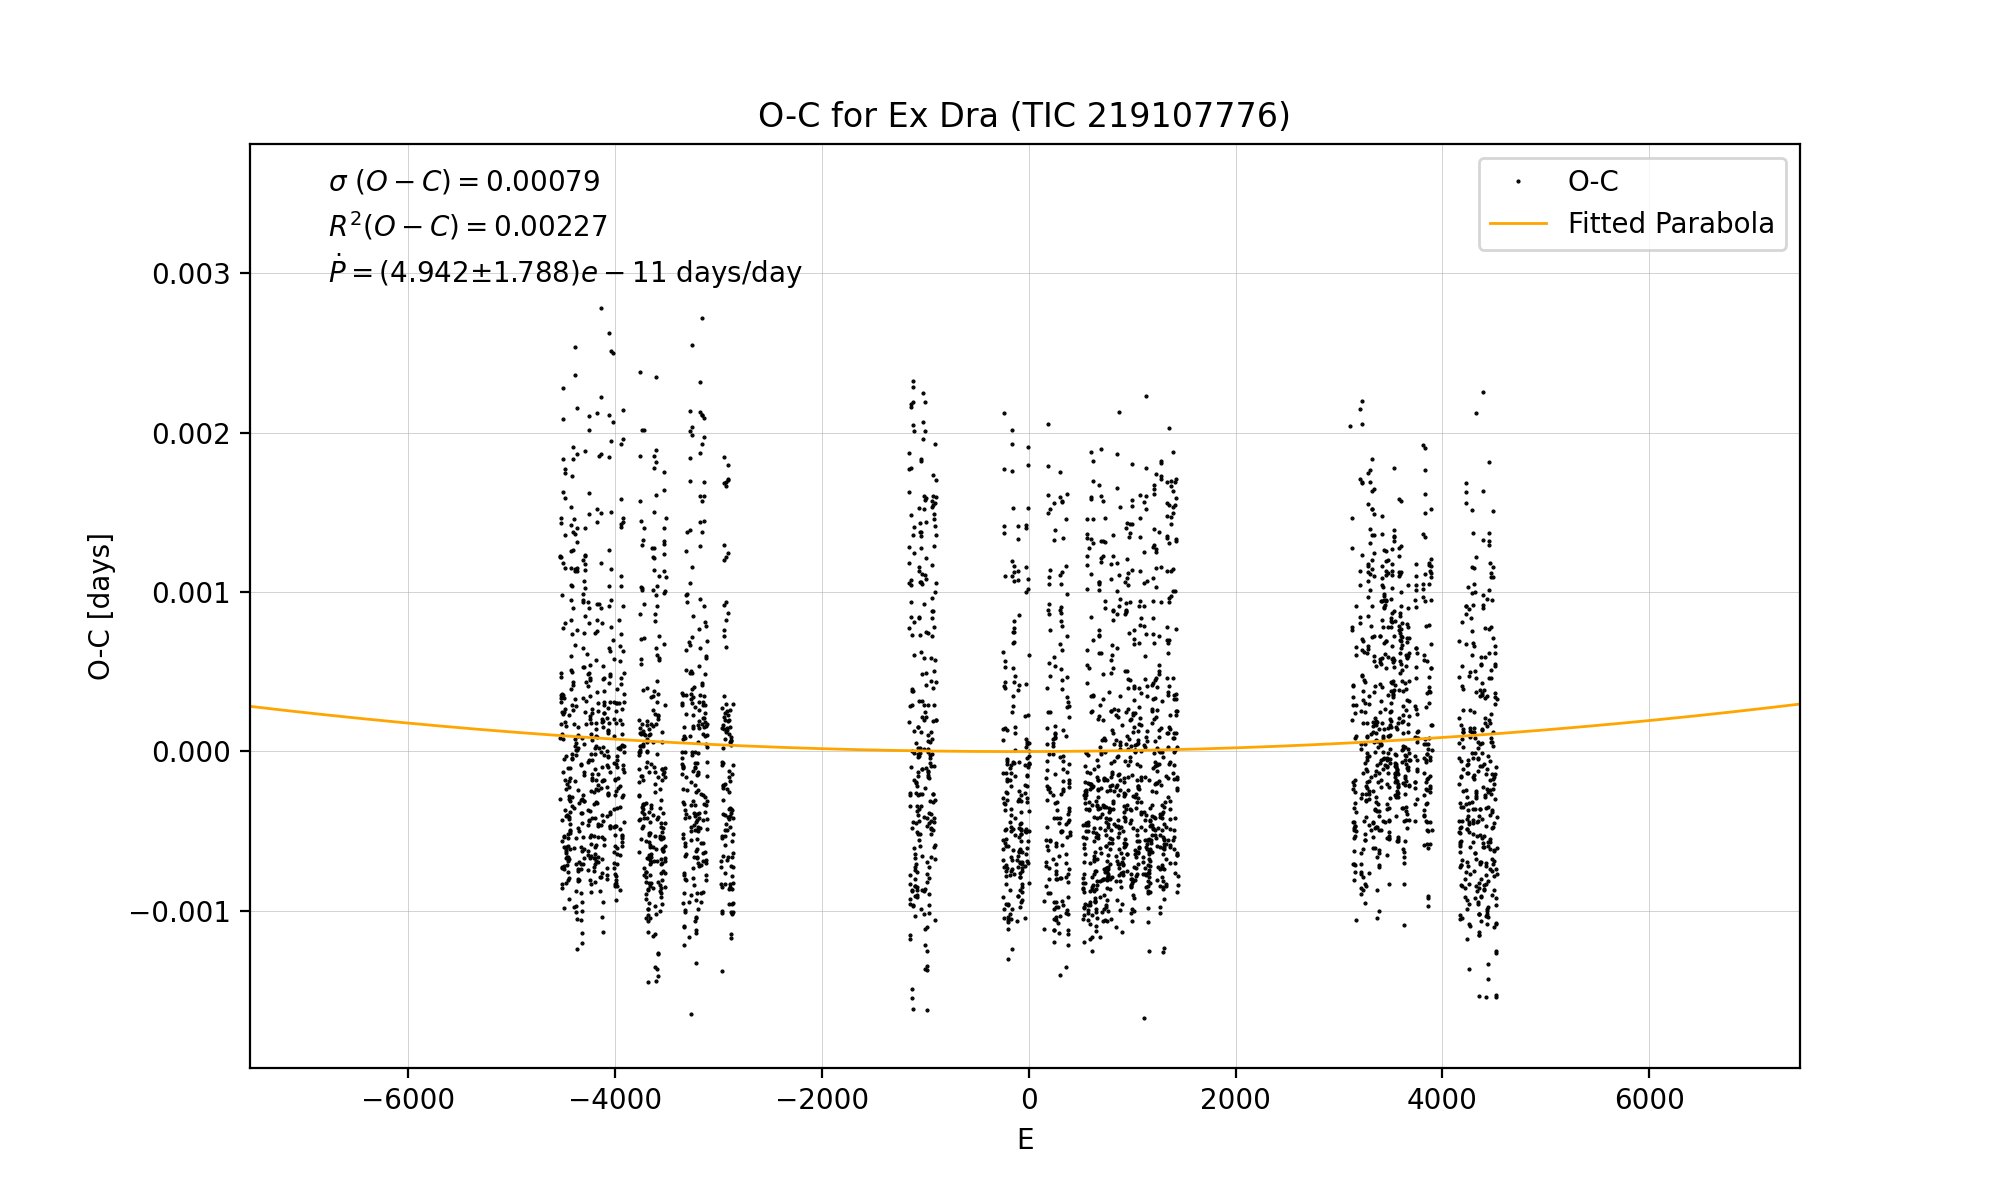 O-C for Ex Dra (TIC 219107776)
σ (O − C) = 0.00079
R²(O − C) = 0.00227
Ṗ = (4.942±1.788)e − 11 days/day
O-C
Fitted Parabola
0.003
0.002
0.001
0.000
−0.001
O-C [days]
−6000 −4000 −2000 0 2000 4000 6000
E